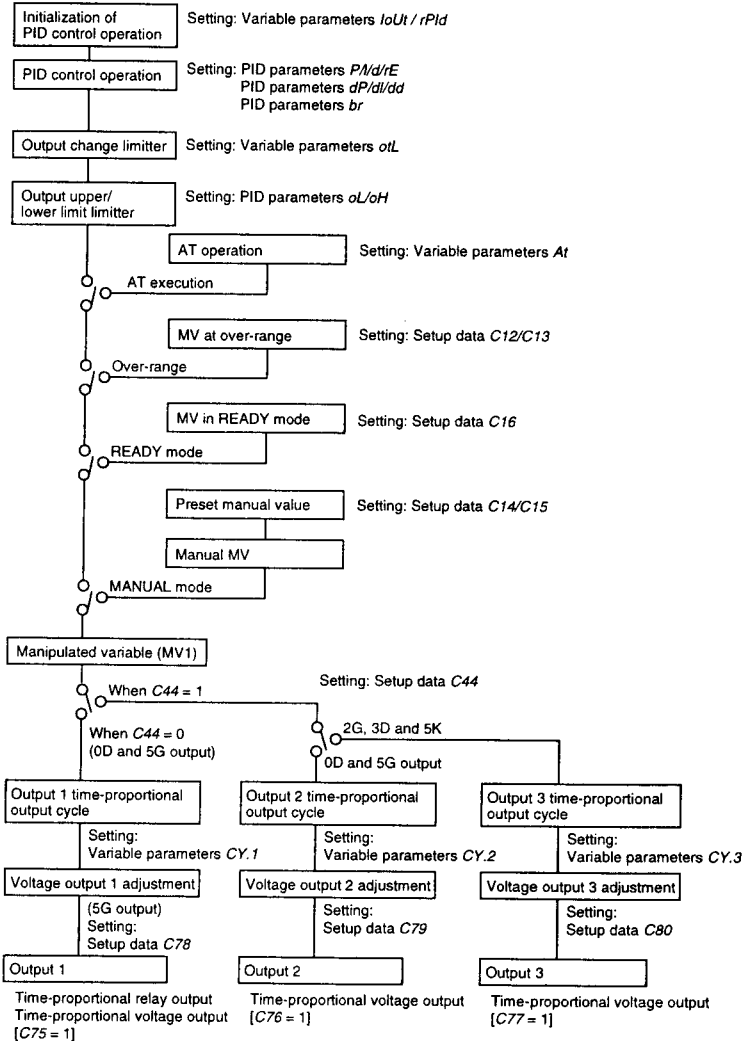 Initialization of
PID control operation
Setting: Variable parameters IoUt / rPId
PID control operation
Setting: PID parameters P/I/d/rE
PID parameters dP/dI/dd
PID parameters br
Output change limitter
Setting: Variable parameters otL
Output upper/
lower limit limitter
Setting: PID parameters oL/oH
AT operation
Setting: Variable parameters At
AT execution
MV at over-range
Setting: Setup data C12/C13
Over-range
MV in READY mode
Setting: Setup data C16
READY mode
Preset manual value
Setting: Setup data C14/C15
Manual MV
MANUAL mode
Manipulated variable (MV1)
Setting: Setup data C44
When C44 = 1
When C44 = 0
(0D and 5G output)
2G, 3D and 5K
0D and 5G output
Output 1 time-proportional
output cycle
Setting:
Variable parameters CY.1
Voltage output 1 adjustment
(5G output)
Setting:
Setup data C78
Output 1
Time-proportional relay output
Time-proportional voltage output
[C75 = 1]
Output 2 time-proportional
output cycle
Setting:
Variable parameters CY.2
Voltage output 2 adjustment
Setting:
Setup data C79
Output 2
Time-proportional voltage output
[C76 = 1]
Output 3 time-proportional
output cycle
Setting:
Variable parameters CY.3
Voltage output 3 adjustment
Setting:
Setup data C80
Output 3
Time-proportional voltage output
[C77 = 1]